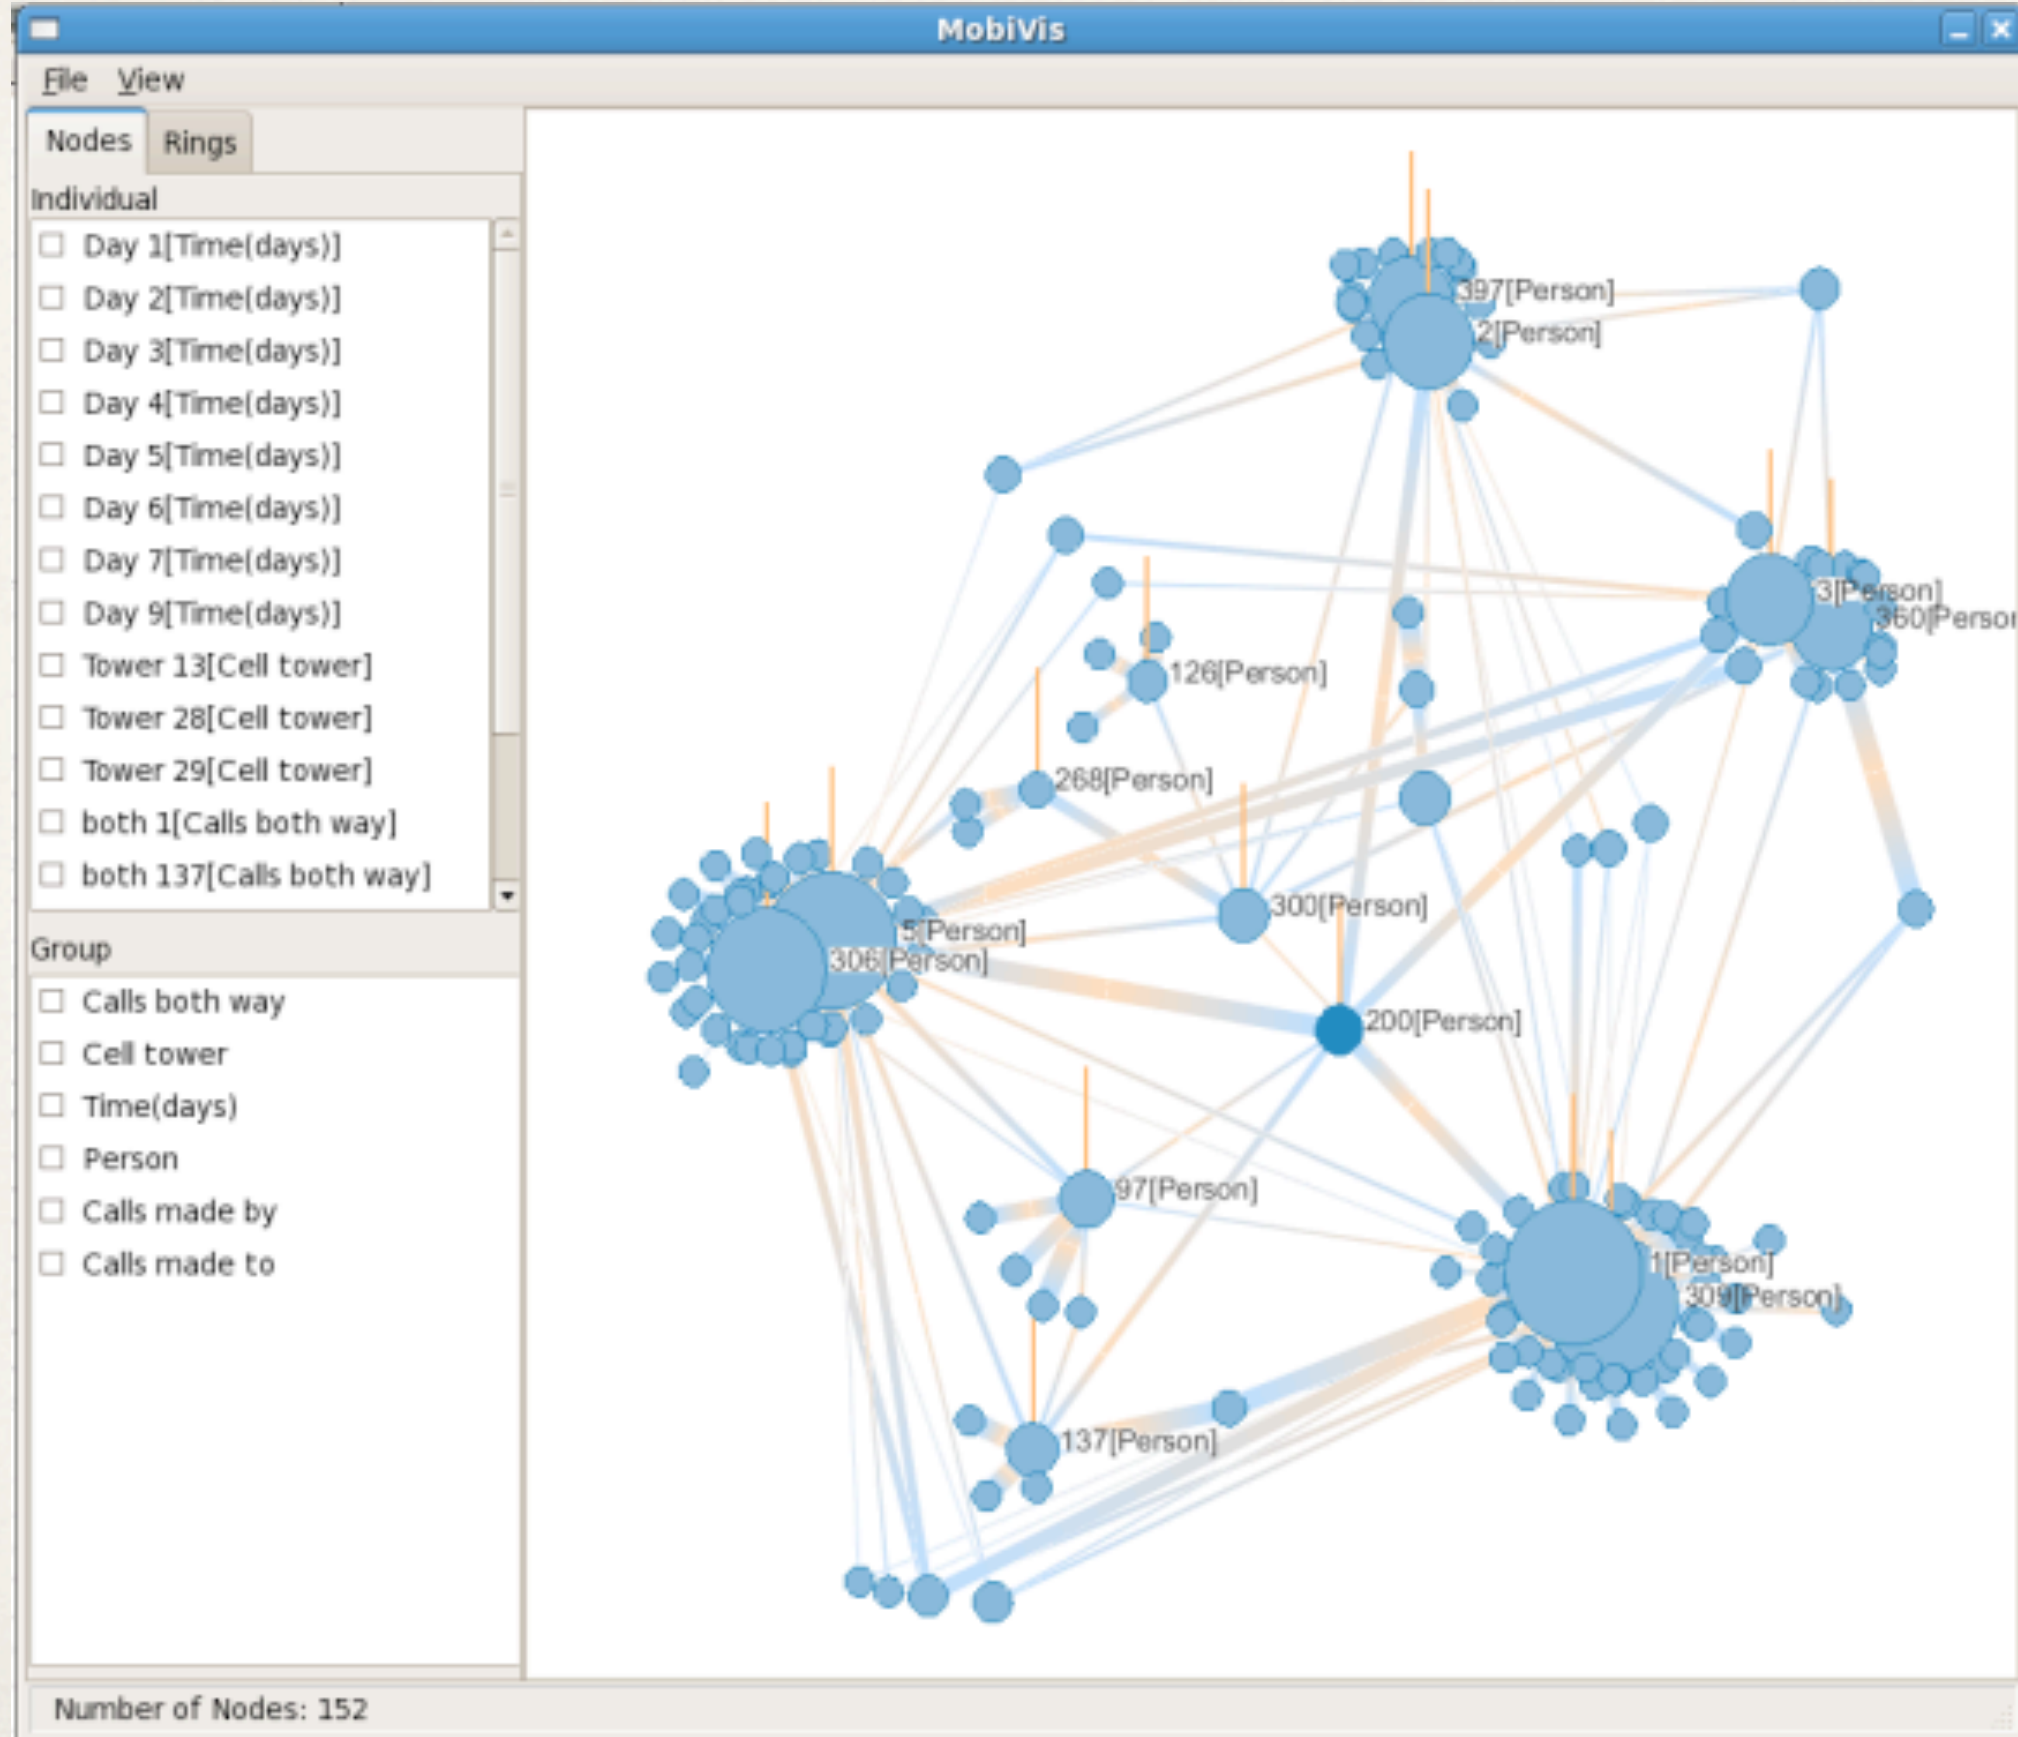 MobiVis
File View
Nodes Rings
Individual
Day 1[Time(days)]
Day 2[Time(days)]
Day 3[Time(days)]
Day 4[Time(days)]
Day 5[Time(days)]
Day 6[Time(days)]
Day 7[Time(days)]
Day 9[Time(days)]
Tower 13[Cell tower]
Tower 28[Cell tower]
Tower 29[Cell tower]
both 1[Calls both way]
both 137[Calls both way]
Group
Calls both way
Cell tower
Time(days)
Person
Calls made by
Calls made to
397[Person]
2[Person]
3[Person]
360[Person
126[Person]
268[Person]
300[Person]
5[Person]
306[Person]
200[Person]
97[Person]
1[Person]
309[Person]
137[Person]
Number of Nodes: 152